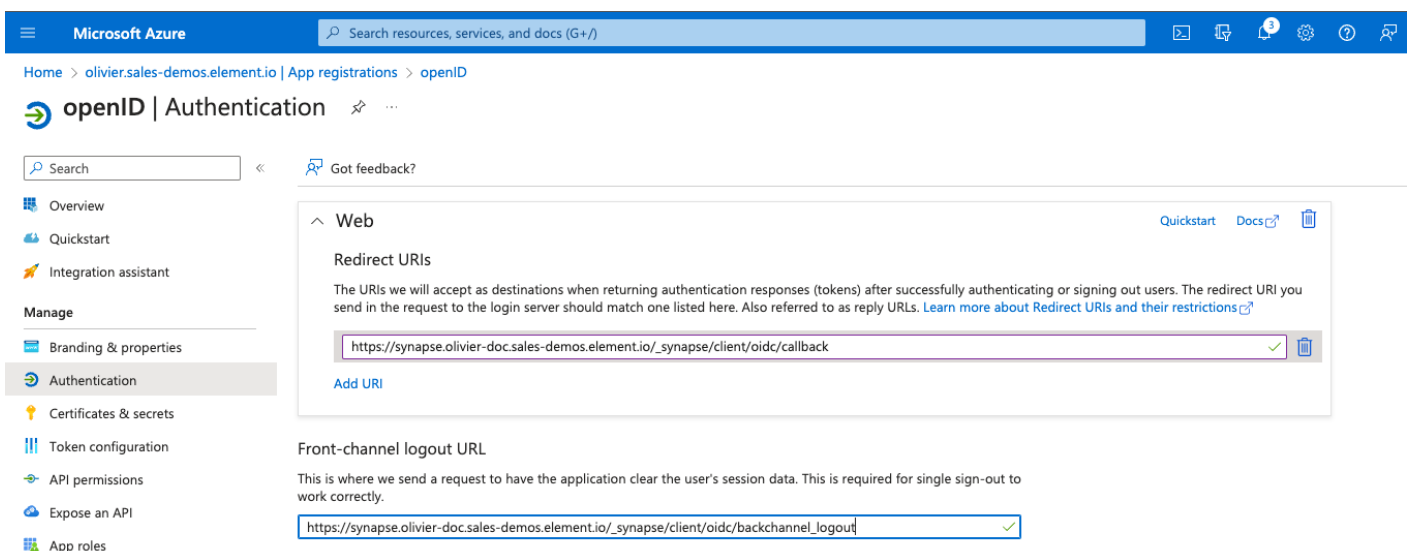 Microsoft Azure
Search resources, services, and docs (G+/)
3
Home > olivier.sales-demos.element.io | App registrations > openID
openID | Authentication
Search
Got feedback?
Overview
Quickstart
Integration assistant
Manage
Branding & properties
Authentication
Certificates & secrets
Token configuration
API permissions
Expose an API
App roles
Web
Quickstart
Docs
Redirect URIs
The URIs we will accept as destinations when returning authentication responses (tokens) after successfully authenticating or signing out users. The redirect URI you
send in the request to the login server should match one listed here. Also referred to as reply URLs. Learn more about Redirect URIs and their restrictions
https://synapse.olivier-doc.sales-demos.element.io/_synapse/client/oidc/callback
Add URI
Front-channel logout URL
This is where we send a request to have the application clear the user's session data. This is required for single sign-out to
work correctly.
https://synapse.olivier-doc.sales-demos.element.io/_synapse/client/oidc/backchannel_logout